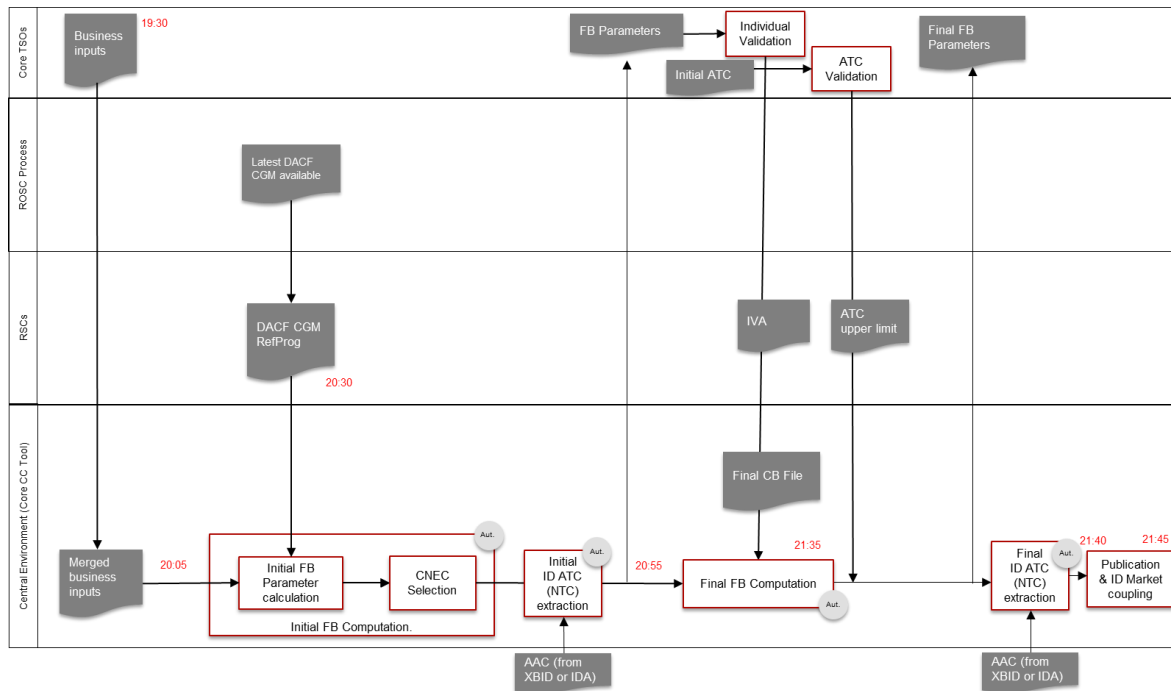 Core TSOs
Business
inputs
19:30
FB Parameters
Individual
Validation
Initial ATC
ATC
Validation
Final FB
Parameters
ROSC Process
Latest DACF
CGM available
RSCs
DACF CGM
RefProg
20:30
IVA
ATC
upper limit
Central Environment (Core CC Tool)
Merged
business
inputs
20:05
Aut.
Initial FB
Parameter
calculation
CNEC
Selection
Initial FB Computation.
Aut.
Initial
ID ATC
(NTC)
extraction
20:55
Final CB File
21:35
Final FB Computation
Aut.
Final
ID ATC
(NTC)
extraction
Aut.
21:40
21:45
Publication
& ID Market
coupling
AAC (from
XBID or IDA)
AAC (from
XBID or IDA)